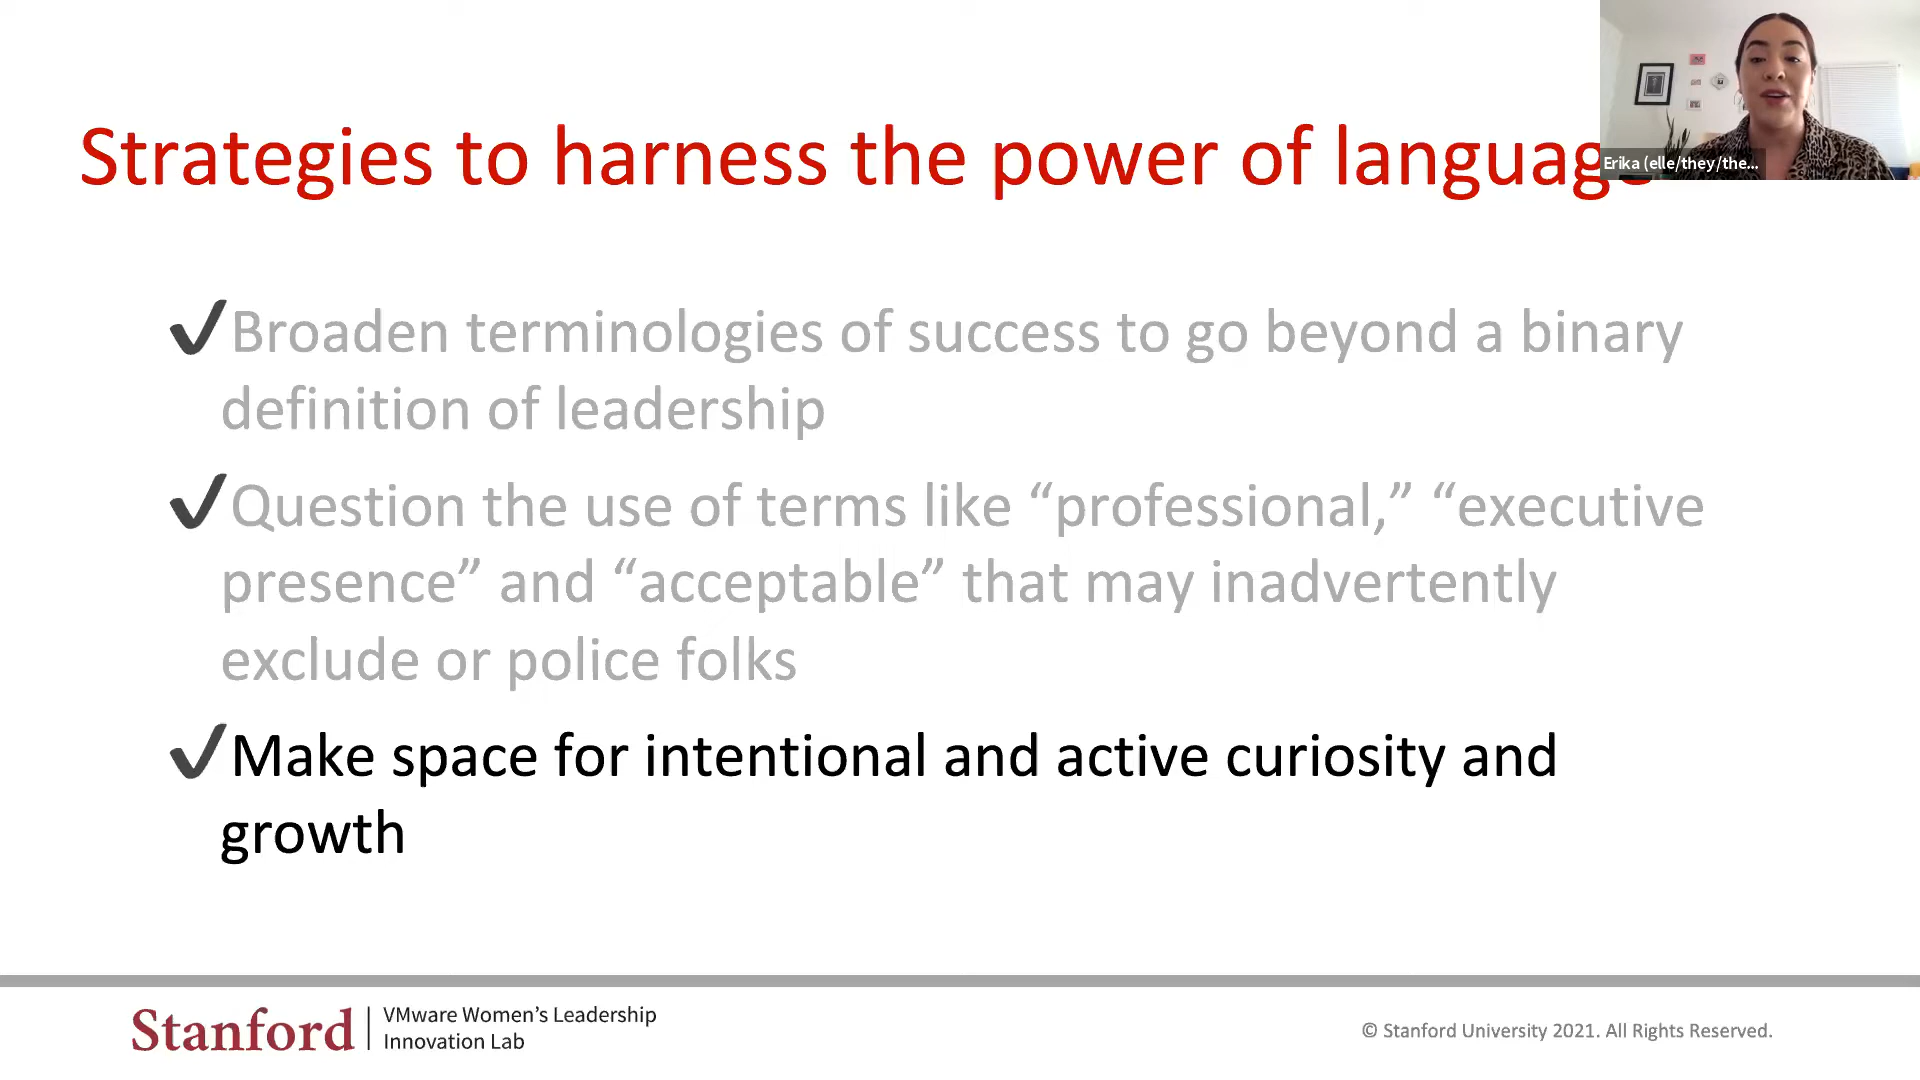 Strategies to harness the power of language
Erika (elle/they/the...
✓Broaden terminologies of success to go beyond a binary
definition of leadership
✓Question the use of terms like “professional,” “executive
presence” and “acceptable” that may inadvertently
exclude or police folks
✓Make space for intentional and active curiosity and
growth
Stanford
VMware Women’s Leadership
Innovation Lab
© Stanford University 2021. All Rights Reserved.